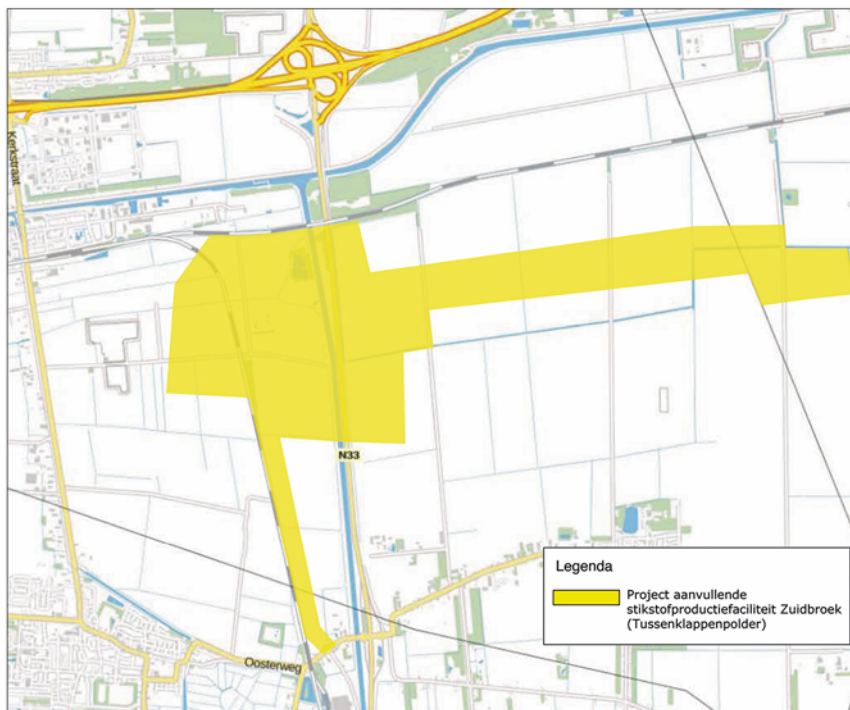 Kerkstraat
N33
Oosterweg
Legenda
Project aanvullende
stikstofproductiefaciliteit Zuidbroek
(Tussenklappenpolder)